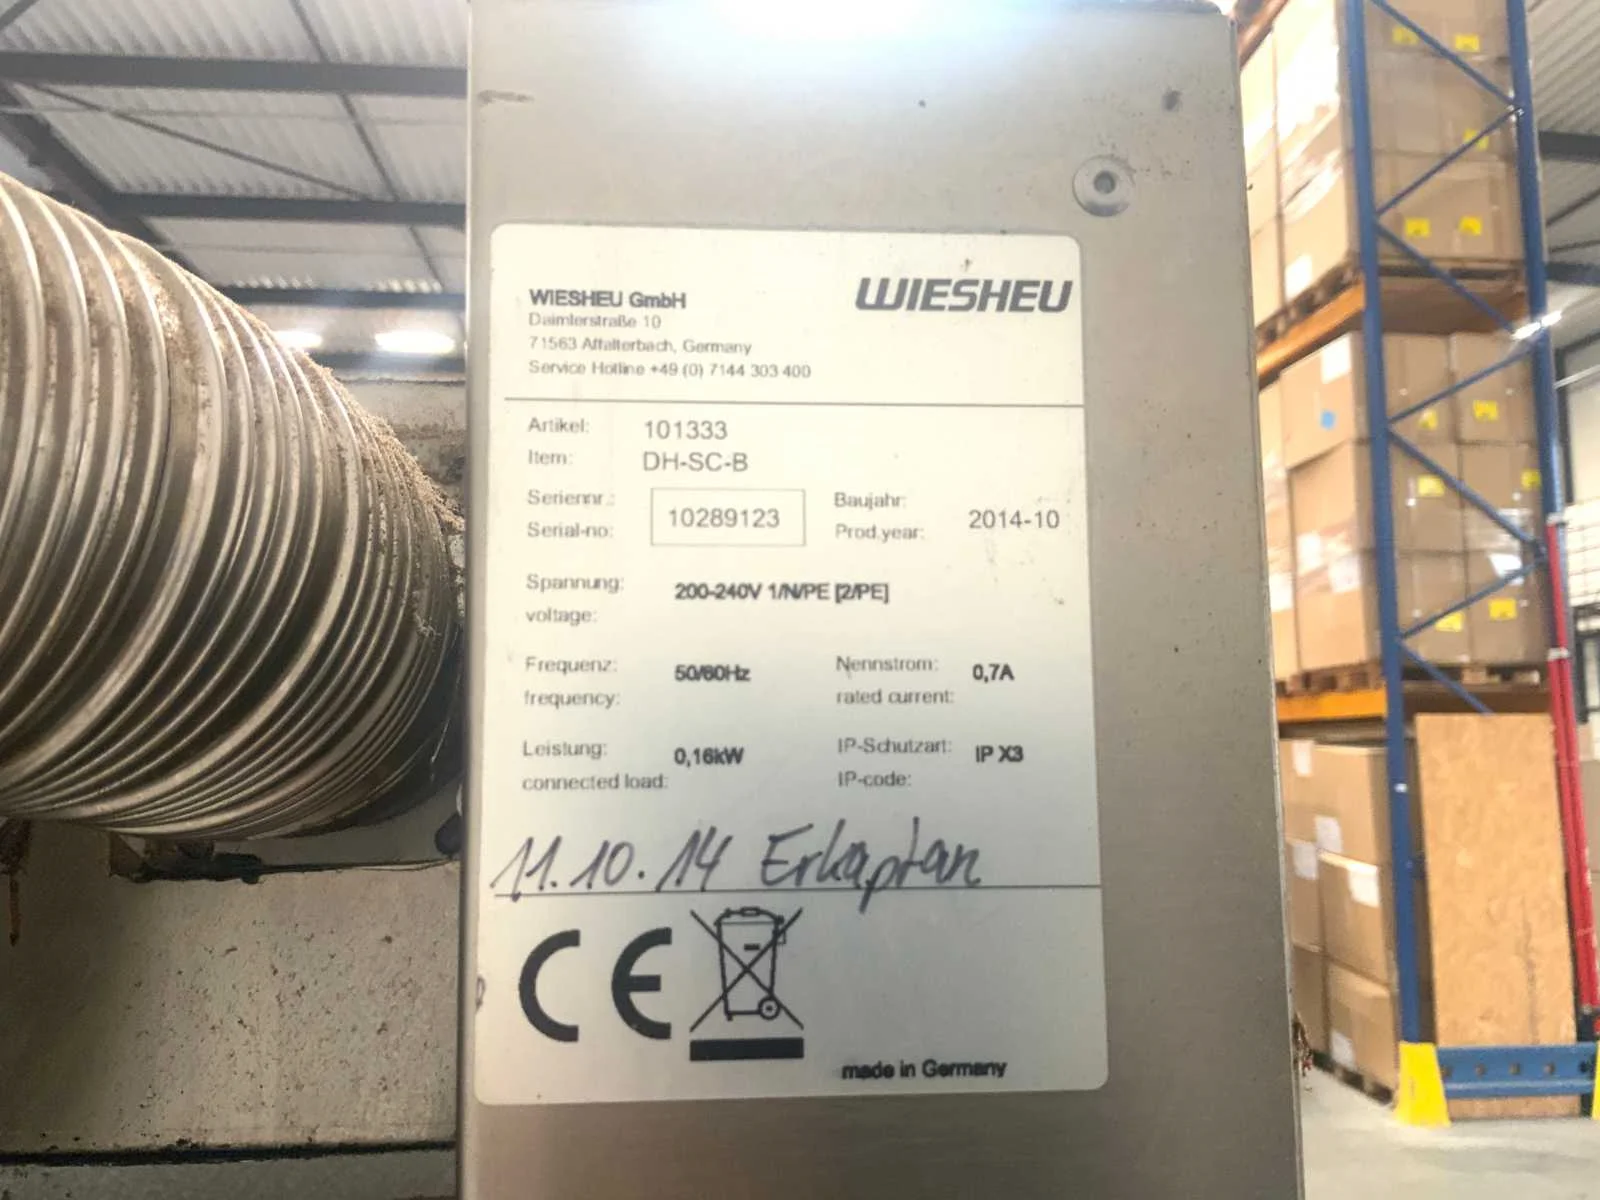 WIESHEU GmbH
WIESHEU
Daimlerstraße 10
71563 Affalterbach, Germany
Service Hotline +49 (0) 7144 303 400
Artikel: 101333
Item: DH-SC-B
Seriennr.:
Serial-no:
10289123
Baujahr:
Prod.year:
2014-10
Spannung:
voltage:
200-240V 1/N/PE [2/PE]
Frequenz:
frequency:
50/60Hz
Nennstrom:
rated current:
0,7A
Leistung:
connected load:
0,16kW
IP-Schutzart:
IP-code:
IP X3
11.10.14 Erkaptan
CE
made in Germany